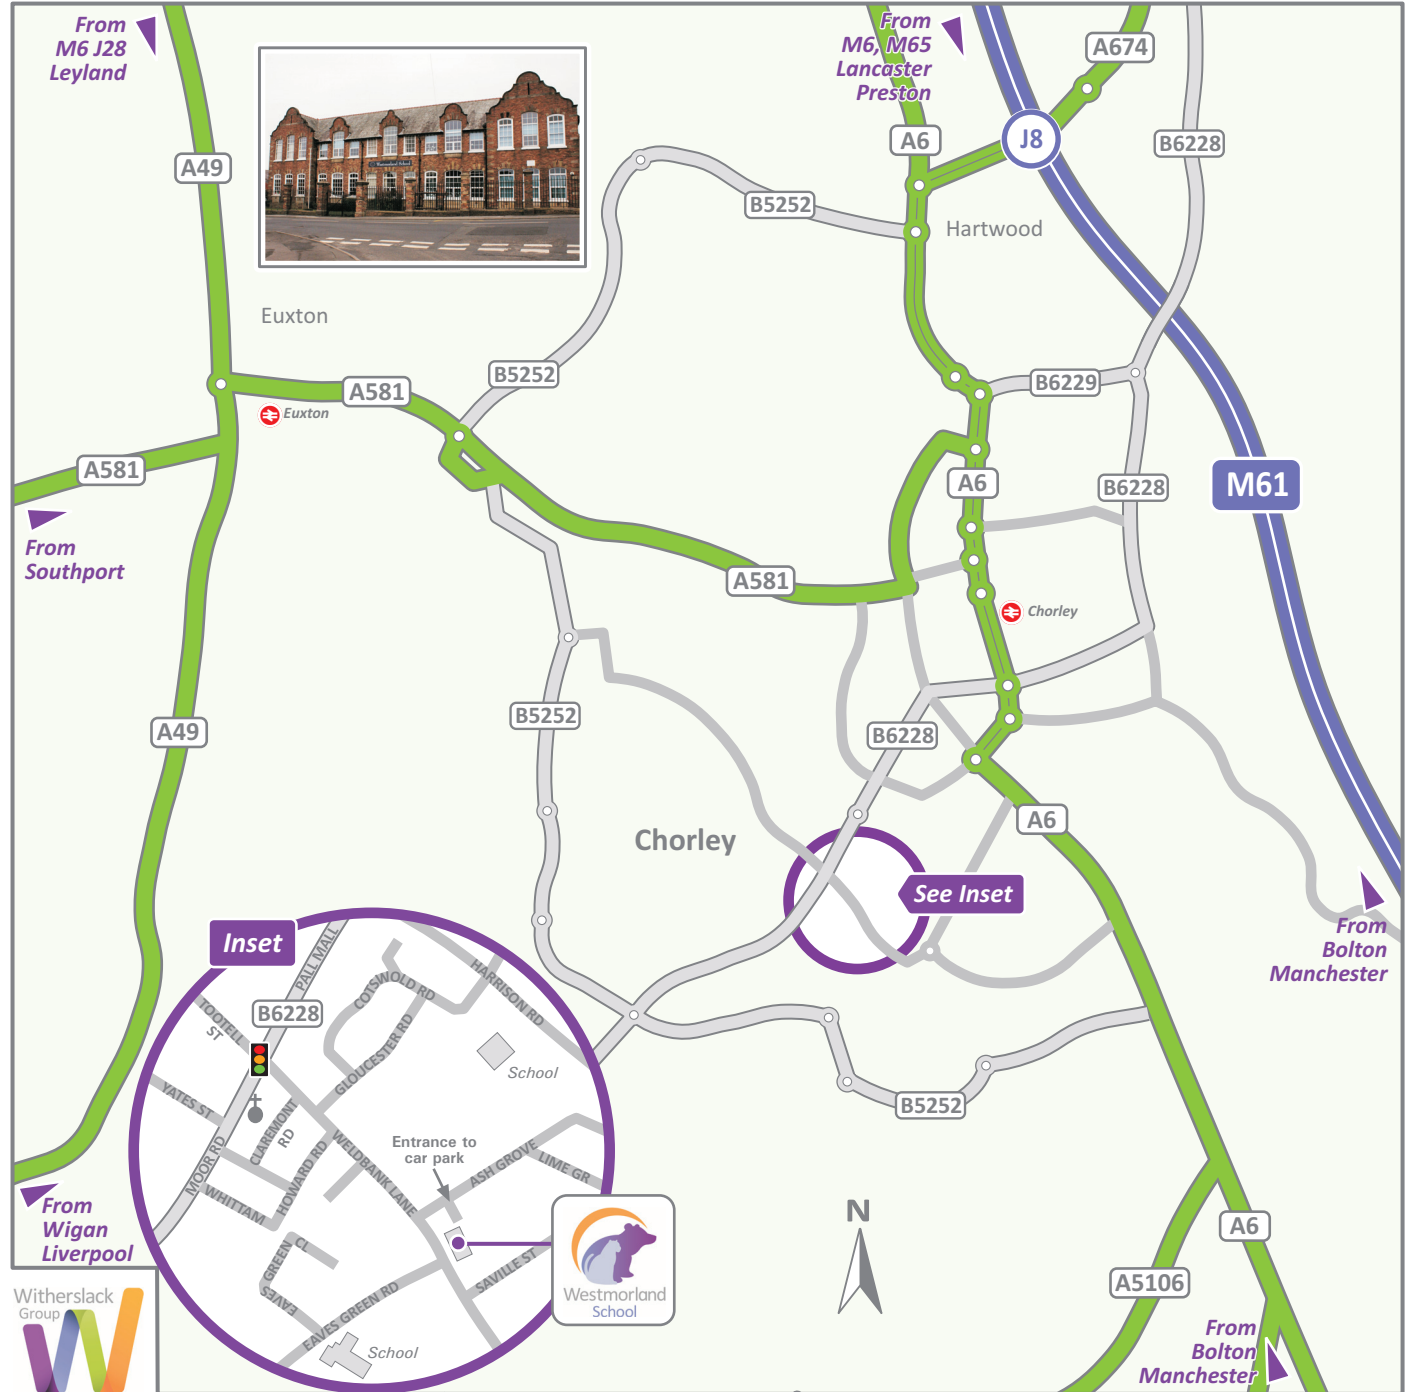 From
M6 J28
Leyland
From
M6, M65
Lancaster
Preston
A674
A6
J8
B6228
A49
B5252
Hartwood
Euxton
B5252
A581
B6229
Euxton
A581
A6
B6228
M61
From
Southport
A581
Chorley
B5252
A49
B6228
A6
Chorley
See Inset
From
Bolton
Manchester
Inset
PALL MALL
HARRISON RD
COTSWOLD RD
TOOTELL
ST
B6228
GLOUCESTER RD
School
YATES ST
CLAREMONT
RD
B5252
MOOR RD
HOWARD RD
WELDBANK LANE
Entrance to
car park
ASH GROVE
LIME GR
WHITTAM
From
Wigan
Liverpool
N
A6
GREEN CL
EAVES
SAVILLE ST
EAVES GREEN RD
School
Westmorland
School
A5106
Witherslack
Group
From
Bolton
Manchester